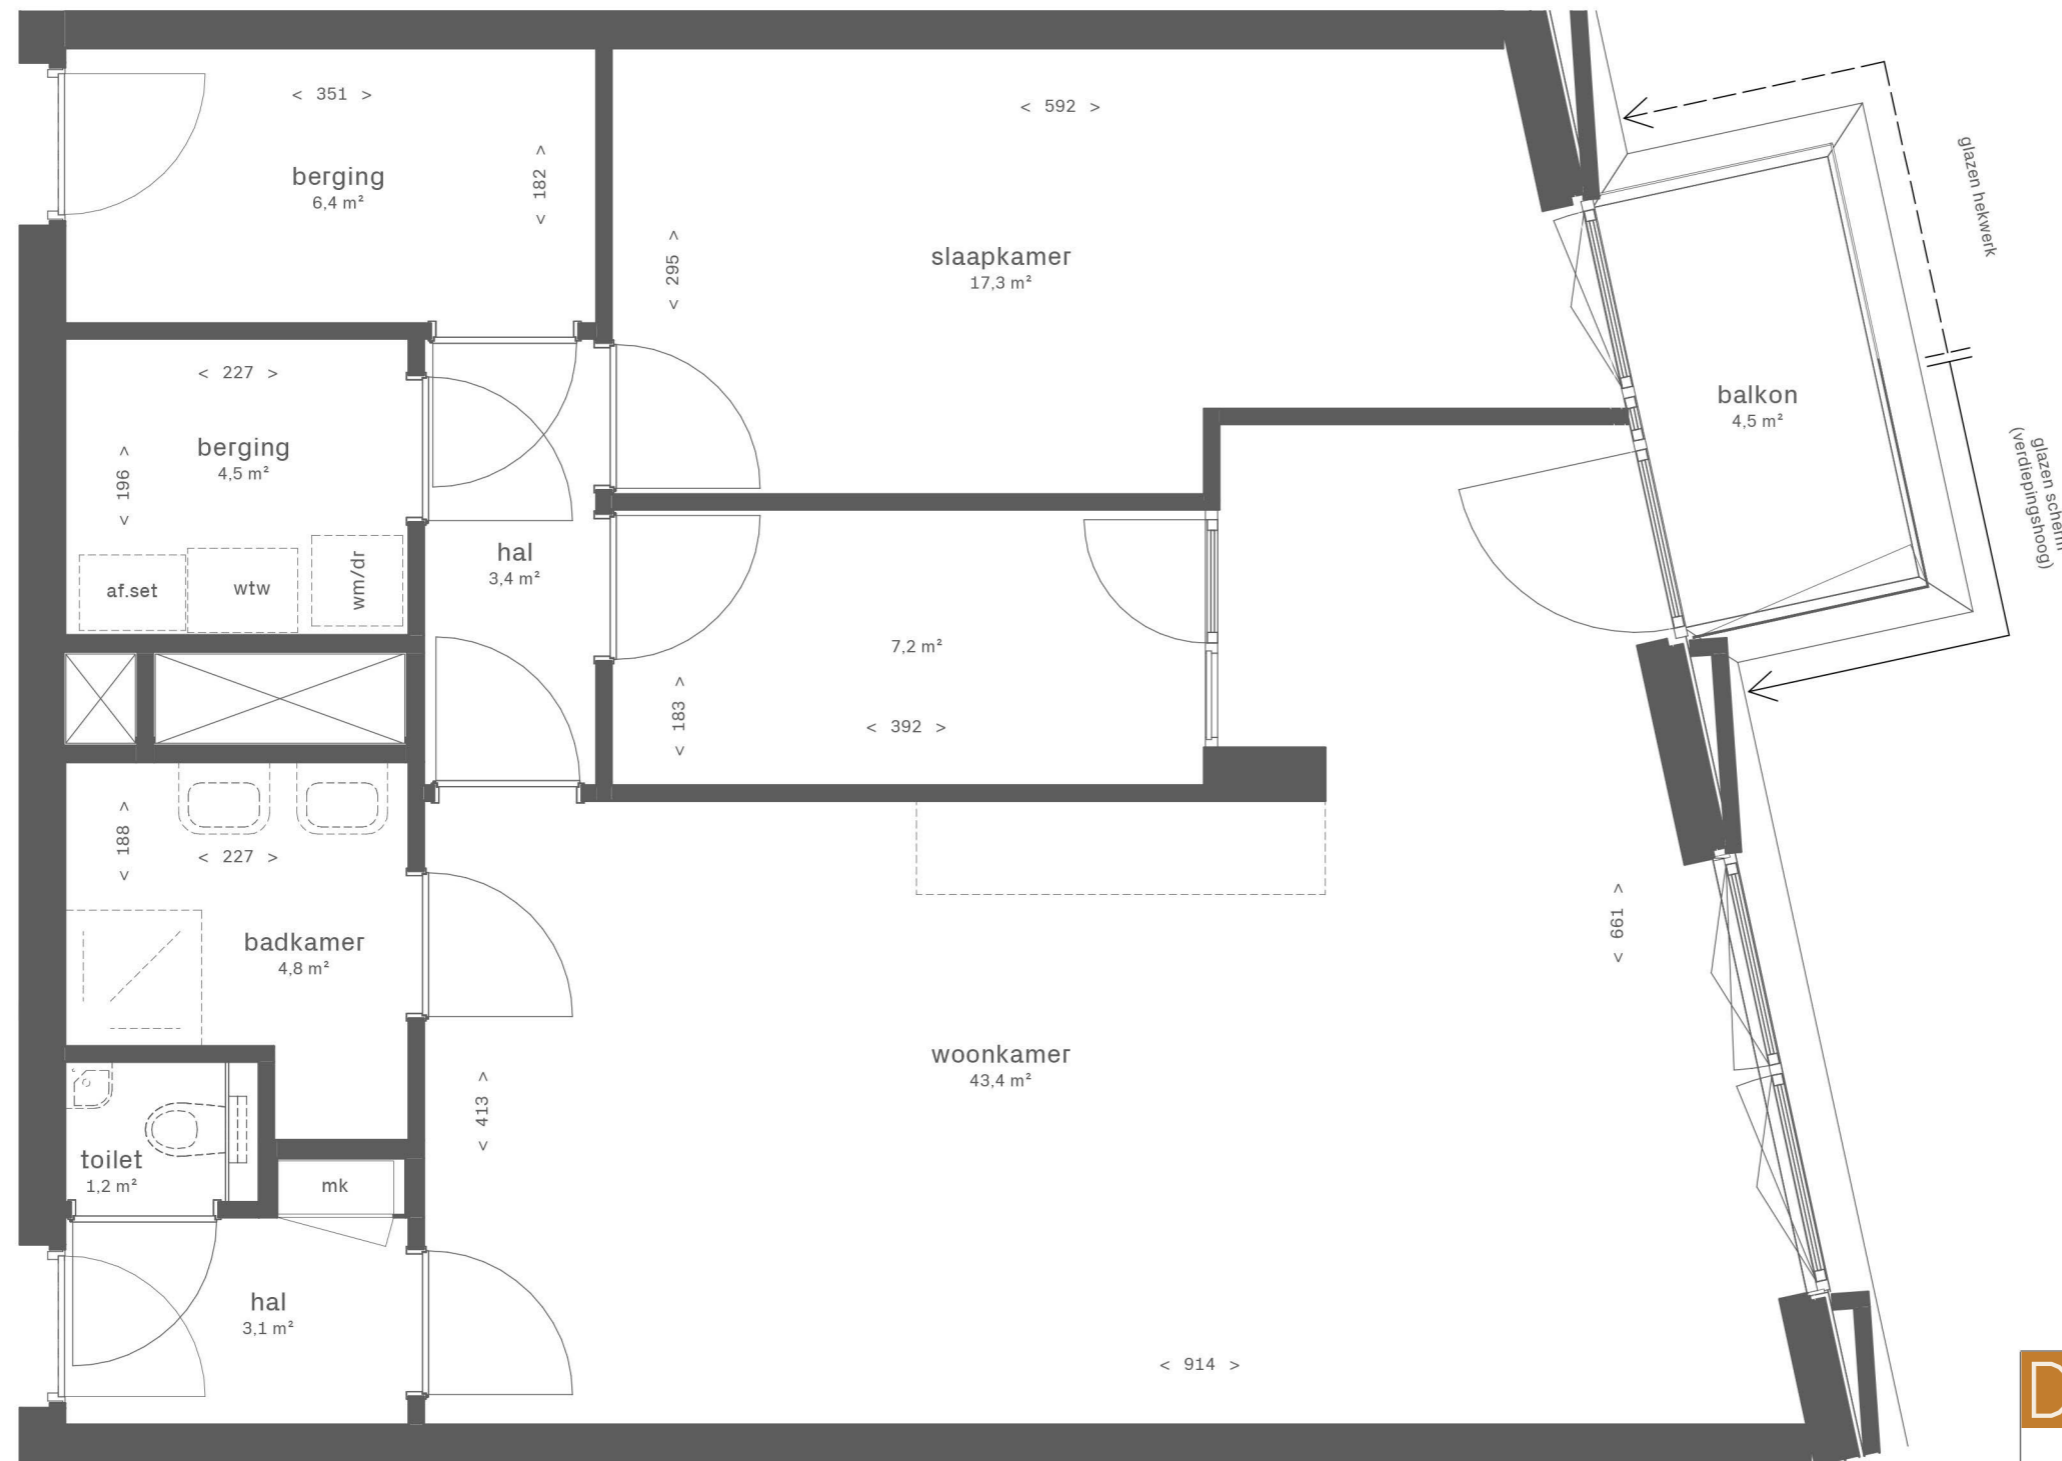 < 351 >
< 592 >
glazen hekwerk
berging
6,4 m²
< 182 >
slaapkamer
17,3 m²
< 295 >
< 227 >
balkon
4,5 m²
berging
4,5 m²
< 196 >
glazen scherm
(verdiepingshoog)
hal
3,4 m²
af.set
wtw
wm/dr
7,2 m²
< 183 >
< 392 >
< 188 >
< 227 >
< 661 >
badkamer
4,8 m²
woonkamer
43,4 m²
< 413 >
toilet
1,2 m²
mk
hal
3,1 m²
< 914 >
D